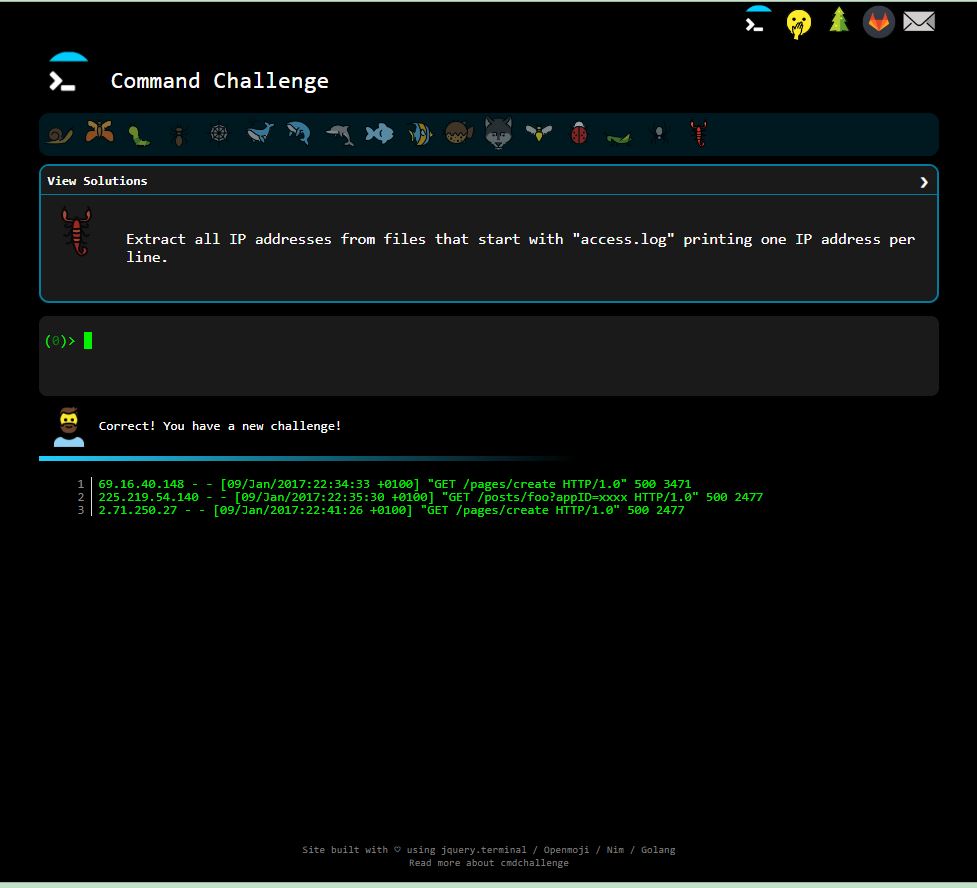 Command Challenge
View Solutions
Extract all IP addresses from files that start with "access.log" printing one IP address per
line.
(0)>
Correct! You have a new challenge!
1 69.16.40.148 - - [09/Jan/2017:22:34:33 +0100] "GET /pages/create HTTP/1.0" 500 3471
2 225.219.54.140 - - [09/Jan/2017:22:35:30 +0100] "GET /posts/foo?appID=xxxx HTTP/1.0" 500 2477
3 2.71.250.27 - - [09/Jan/2017:22:41:26 +0100] "GET /pages/create HTTP/1.0" 500 2477
Site built with ♡ using jquery.terminal / Openmoji / Nim / Golang
Read more about cmdchallenge